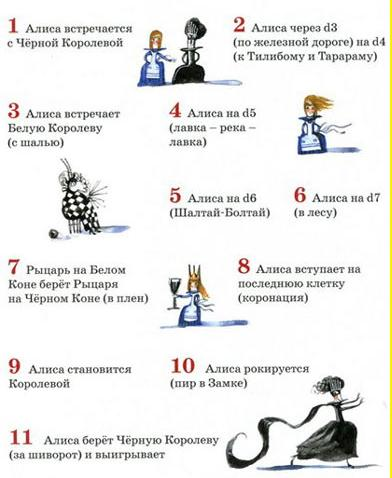 1 Алиса встречается
с Чёрной Королевой
2 Алиса через d3
(по железной дороге) на d4
(к Тилибому и Тарараму)
3 Алиса встречает
Белую Королеву
(с шалью)
4 Алиса на d5
(лавка – река –
лавка)
5 Алиса на d6
(Шалтай-Болтай)
6 Алиса на d7
(в лесу)
7 Рыцарь на Белом
Коне берёт Рыцаря
на Чёрном Коне (в плен)
8 Алиса вступает на
последнюю клетку
(коронация)
9 Алиса становится
Королевой
10 Алиса рокируется
(пир в Замке)
11 Алиса берёт Чёрную Королеву
(за шиворот) и выигрывает